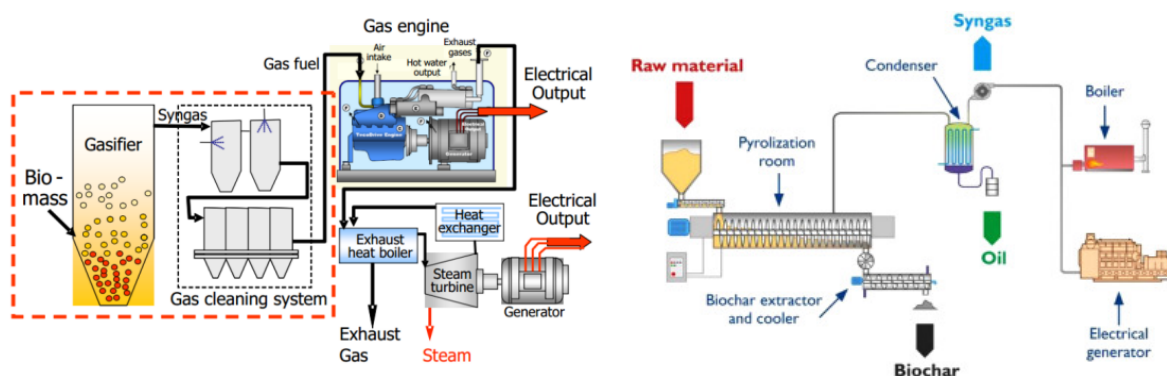 Gas engine
Air
intake
Exhaust
gases
Hot water
output
Gas fuel
Electrical
Output
Syngas
Gasifier
Bio -
mass
Gas cleaning system
Heat
exchanger
Electrical
Output
Exhaust
heat boiler
Steam
turbine
Generator
Exhaust
Gas
Steam
Syngas
Raw material
Condenser
Boiler
Pyrolization
room
Oil
Biochar extractor
and cooler
Electrical
generator
Biochar